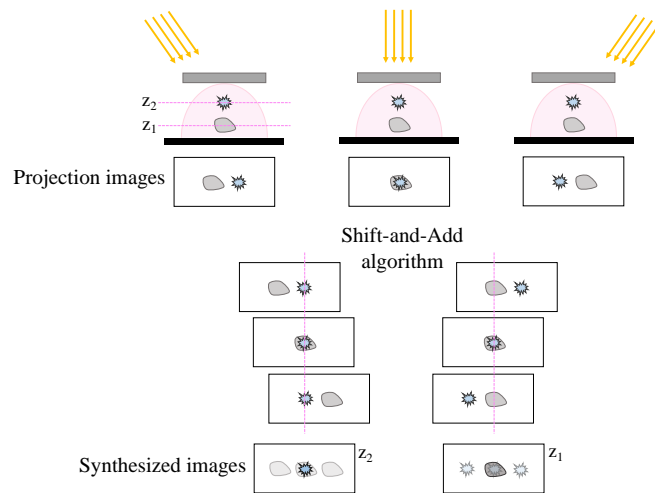 z₂
z₁
Projection images
Shift-and-Add
algorithm
Synthesized images
z₂
z₁